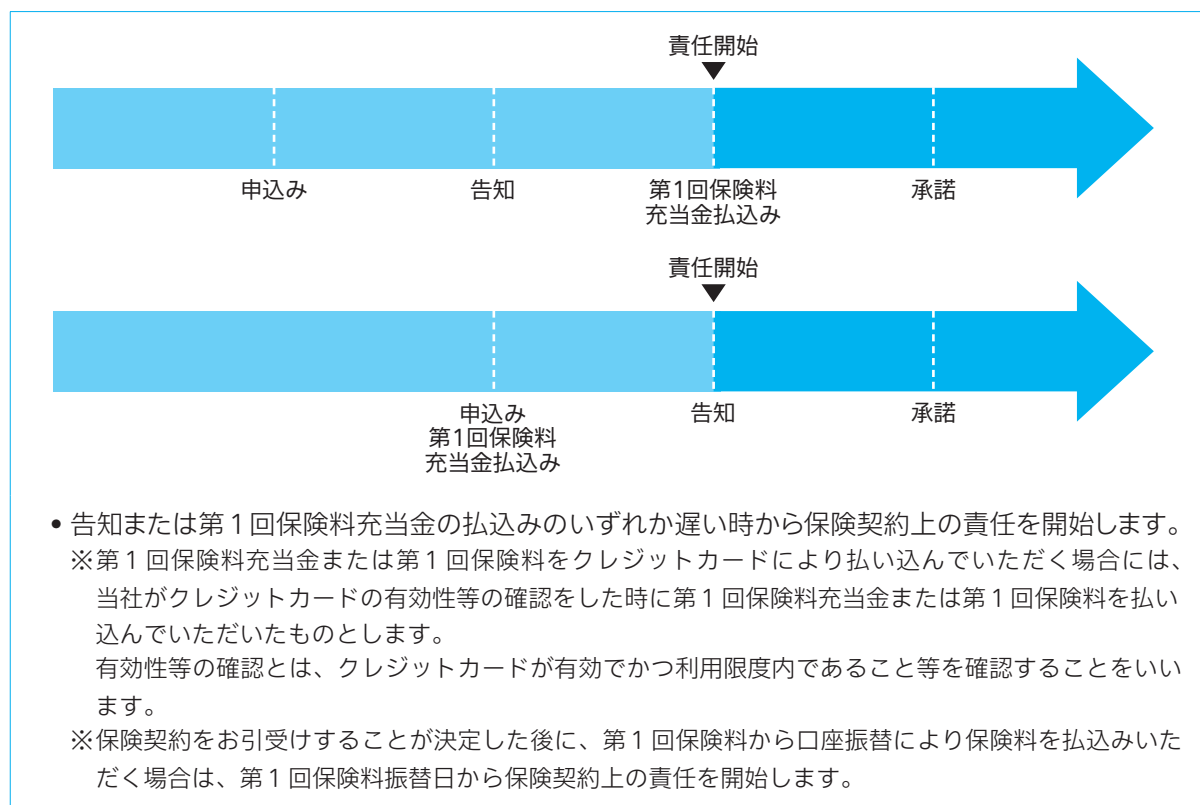 責任開始
申込み
告知
第1回保険料
充当金払込み
承諾
責任開始
申込み
第1回保険料
充当金払込み
告知
承諾
• 告知または第1回保険料充当金の払込みのいずれか遅い時から保険契約上の責任を開始します。
※第1回保険料充当金または第1回保険料をクレジットカードにより払い込んでいただく場合には、
当社がクレジットカードの有効性等の確認をした時に第1回保険料充当金または第1回保険料を払い
込んでいただいたものとします。
有効性等の確認とは、クレジットカードが有効でかつ利用限度内であること等を確認することをいい
ます。
※保険契約をお引受けすることが決定した後に、第1回保険料から口座振替により保険料を払込みいた
だく場合は、第1回保険料振替日から保険契約上の責任を開始します。